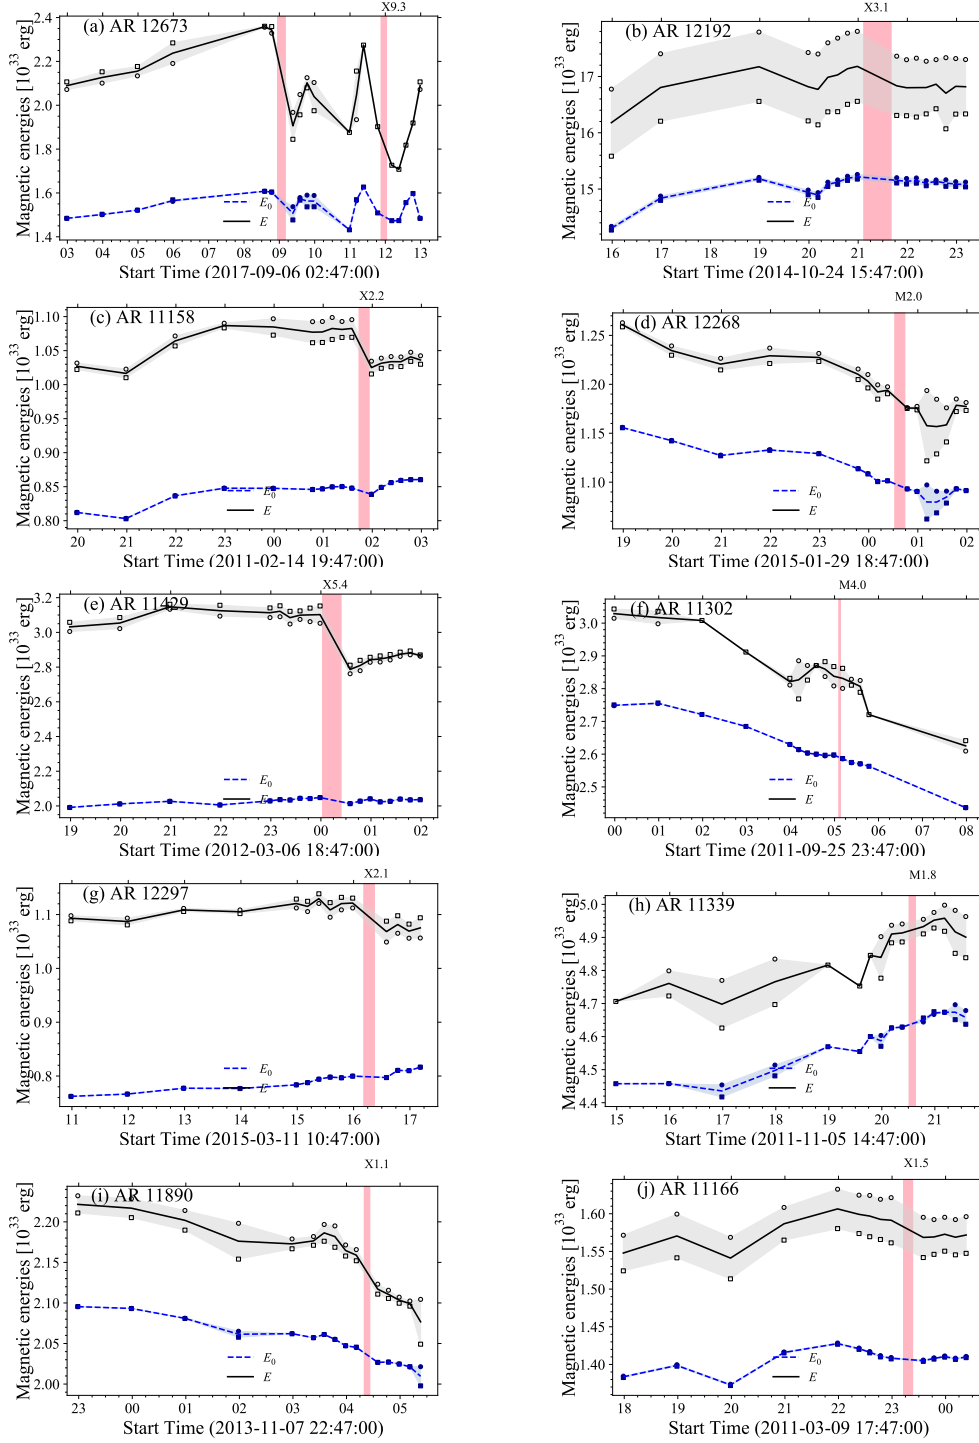 X9.3
(a) AR 12673
Magnetic energies [10^33 erg]
2.4
2.2
2.0
1.8
1.6
1.4
E0
E
03 04 05 06 07 08 09 10 11 12 13
Start Time (2017-09-06 02:47:00)
X3.1
(b) AR 12192
Magnetic energies [10^33 erg]
17
16
15
E0
E
16 17 18 19 20 21 22 23
Start Time (2014-10-24 15:47:00)
X2.2
(c) AR 11158
Magnetic energies [10^33 erg]
1.10
1.05
1.00
0.95
0.90
0.85
0.80
E0
E
20 21 22 23 00 01 02 03
Start Time (2011-02-14 19:47:00)
M2.0
(d) AR 12268
Magnetic energies [10^33 erg]
1.25
1.20
1.15
1.10
E0
E
19 20 21 22 23 00 01 02
Start Time (2015-01-29 18:47:00)
X5.4
(e) AR 11429
Magnetic energies [10^33 erg]
3.2
3.0
2.8
2.6
2.4
2.2
2.0
E0
E
19 20 21 22 23 00 01 02
Start Time (2012-03-06 18:47:00)
M4.0
(f) AR 11302
Magnetic energies [10^33 erg]
3.0
2.9
2.8
2.7
2.6
2.5
E0
E
00 01 02 03 04 05 06 07 08
Start Time (2011-09-25 23:47:00)
X2.1
(g) AR 12297
Magnetic energies [10^33 erg]
1.1
1.0
0.9
0.8
E0
E
11 12 13 14 15 16 17
Start Time (2015-03-11 10:47:00)
M1.8
(h) AR 11339
Magnetic energies [10^33 erg]
5.0
4.9
4.8
4.7
4.6
4.5
4.4
E0
E
15 16 17 18 19 20 21
Start Time (2011-11-05 14:47:00)
X1.1
(i) AR 11890
Magnetic energies [10^33 erg]
2.20
2.15
2.10
2.05
2.00
E0
E
23 00 01 02 03 04 05
Start Time (2013-11-07 22:47:00)
X1.5
(j) AR 11166
Magnetic energies [10^33 erg]
1.60
1.55
1.50
1.45
1.40
E0
E
18 19 20 21 22 23 00
Start Time (2011-03-09 17:47:00)